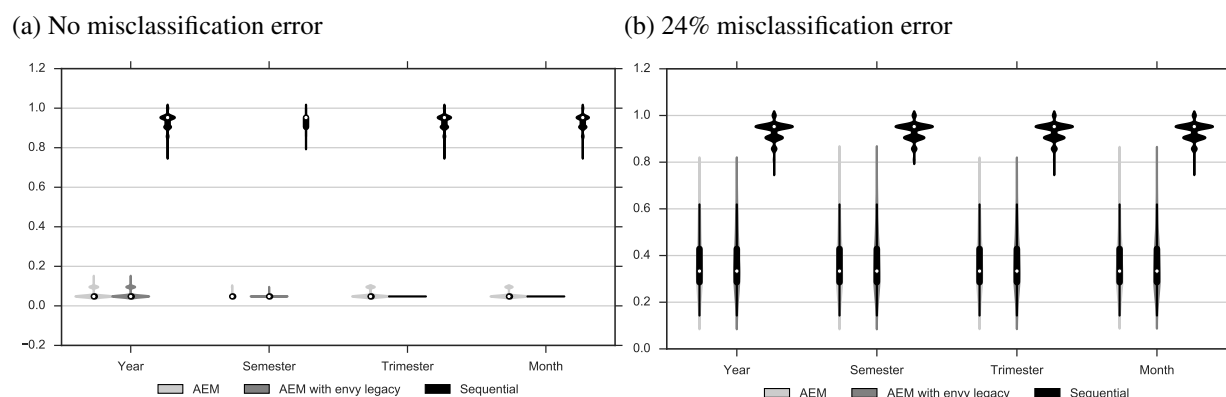 (a) No misclassification error
1.2
1.0
0.8
0.6
0.4
0.2
0.0
−0.2
Year Semester Trimester Month
AEM AEM with envy legacy Sequential
(b) 24% misclassification error
1.2
1.0
0.8
0.6
0.4
0.2
0.0
Year Semester Trimester Month
AEM AEM with envy legacy Sequential